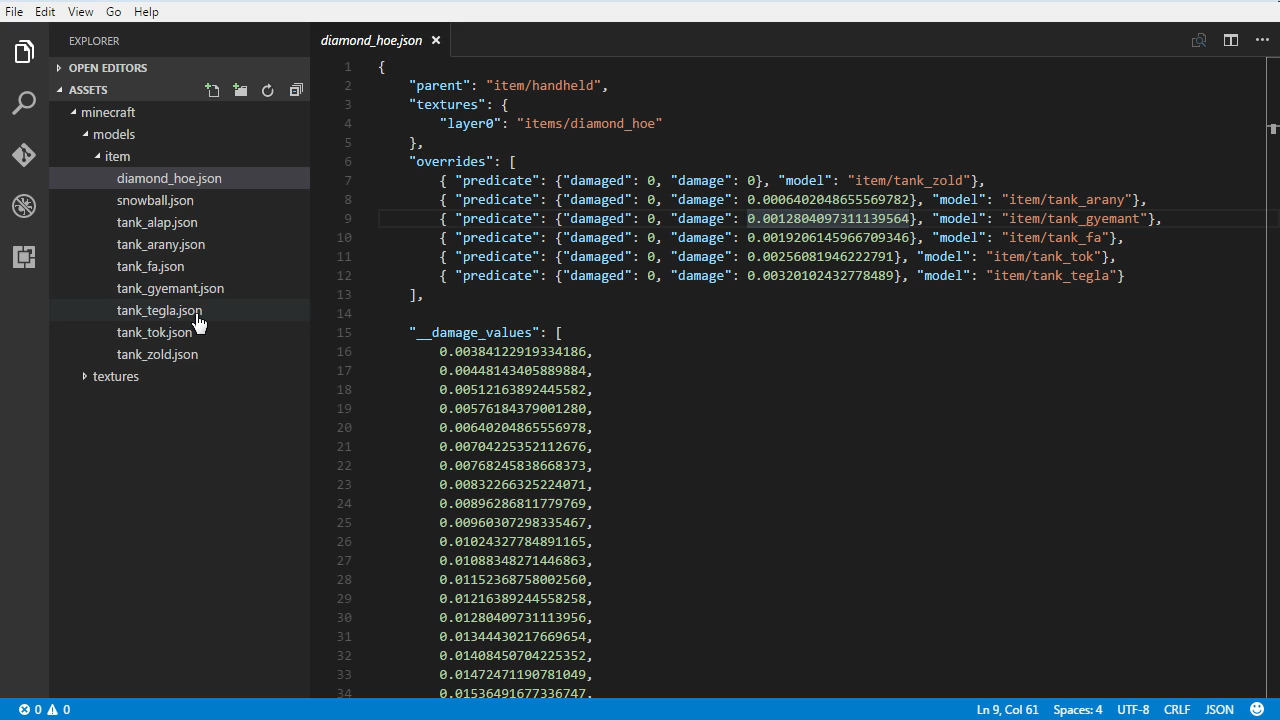 File Edit View Go Help
EXPLORER
OPEN EDITORS
ASSETS
minecraft
models
item
diamond_hoe.json
snowball.json
tank_alap.json
tank_arany.json
tank_fa.json
tank_gyemant.json
tank_tegla.json
tank_tok.json
tank_zold.json
textures
diamond_hoe.json
1 {
2 "parent": "item/handheld",
3 "textures": {
4 "layer0": "items/diamond_hoe"
5 },
6 "overrides": [
7 { "predicate": {"damaged": 0, "damage": 0}, "model": "item/tank_zold"},
8 { "predicate": {"damaged": 0, "damage": 0.0006402048655569782}, "model": "item/tank_arany"},
9 { "predicate": {"damaged": 0, "damage": 0.0012804097311139564}, "model": "item/tank_gyemant"},
10 { "predicate": {"damaged": 0, "damage": 0.0019206145966709346}, "model": "item/tank_fa"},
11 { "predicate": {"damaged": 0, "damage": 0.00256081946222791}, "model": "item/tank_tok"},
12 { "predicate": {"damaged": 0, "damage": 0.00320102432778489}, "model": "item/tank_tegla"}
13 ],
14
15 "__damage_values": [
16 0.00384122919334186,
17 0.00448143405889884,
18 0.00512163892445582,
19 0.00576184379001280,
20 0.00640204865556978,
21 0.00704225352112676,
22 0.00768245838668373,
23 0.00832266325224071,
24 0.00896286811779769,
25 0.00960307298335467,
26 0.01024327784891165,
27 0.01088348271446863,
28 0.01152368758002560,
29 0.01216389244558258,
30 0.01280409731113956,
31 0.01344430217669654,
32 0.01408450704225352,
33 0.01472471190781049,
34 0.01536491677336747,
0 0 Ln 9, Col 61 Spaces: 4 UTF-8 CRLF JSON